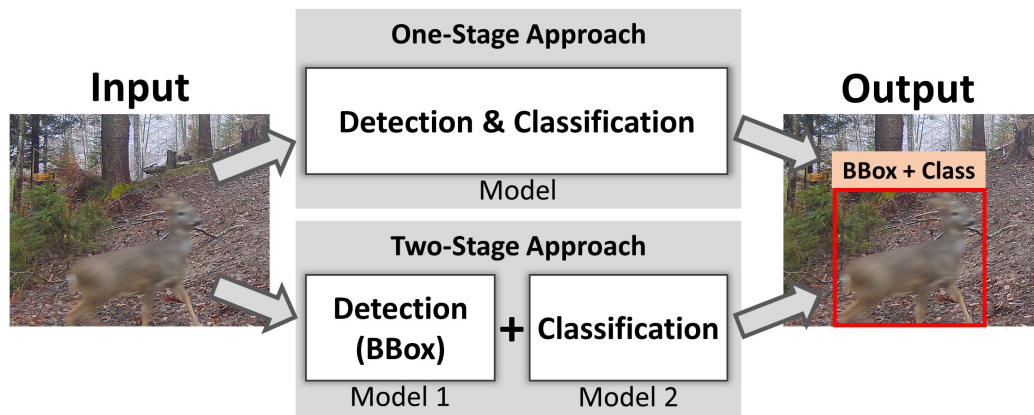 Input
One-Stage Approach
Detection & Classification
Model
Two-Stage Approach
Detection
(BBox)
+
Classification
Model 1
Model 2
Output
BBox + Class